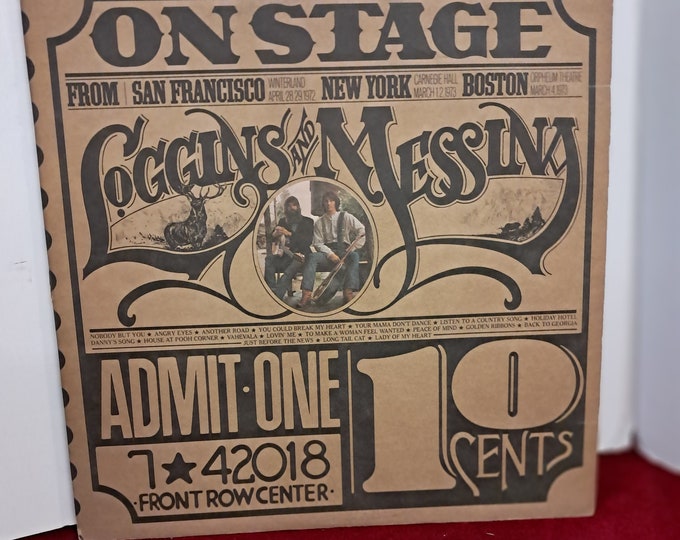 ON STAGE
FROM SAN FRANCISCO WINTERLAND APRIL 28.29,1972 NEW YORK CARNEGIE HALL MARCH 1,2,1973 BOSTON ORPHEUM THEATRE MARCH 4,1973
LOGGINS AND MESSINA
NOBODY BUT YOU ★ ANGRY EYES ★ ANOTHER ROAD ★ YOU COULD BREAK MY HEART ★ YOUR MAMA DON'T DANCE ★ LISTEN TO A COUNTRY SONG ★ HOLIDAY HOTEL
DANNY'S SONG ★ HOUSE AT POOH CORNER ★ VAHEVALA ★ LOVIN' ME ★ TO MAKE A WOMAN FEEL WANTED ★ PEACE OF MIND ★ GOLDEN RIBBONS ★ BACK TO GEORGIA
JUST BEFORE THE NEWS ★ LONG TAIL CAT ★ LADY OF MY HEART
ADMIT·ONE
7★42018
·FRONT ROW CENTER·
10
CENTS